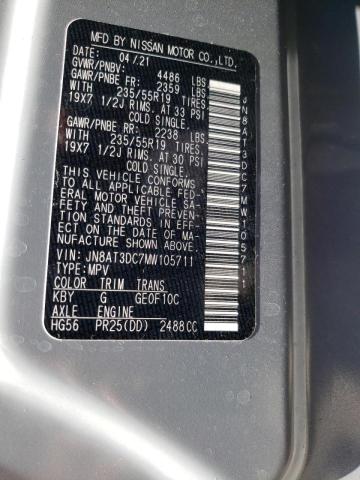 MFD BY NISSAN MOTOR CO.,LTD.
DATE: 04/21
GVWR/PNBV: 4486 LBS
GAWR/PNBE FR: 2359 LBS
WITH 235/55R19 TIRES
19X7 1/2J RIMS, AT 33 PSI
COLD SINGLE.
GAWR/PNBE RR: 2238 LBS
WITH 235/55R19 TIRES
19X7 1/2J RIMS, AT 30 PSI
COLD SINGLE.
THIS VEHICLE CONFORMS
TO ALL APPLICABLE FED-
ERAL MOTOR VEHICLE SA-
FETY AND THEFT PREVENT-
ION STANDARDS IN EFF-
ECT ON THE DATE OF MA-
NUFACTURE SHOWN ABOVE.
VIN: JN8AT3DC7MW105711
TYPE: MPV
COLOR TRIM TRANS
KBY G GE0F10C
AXLE ENGINE
HG56 PR25(DD) 2488CC
JN8AT3DC7MW105711